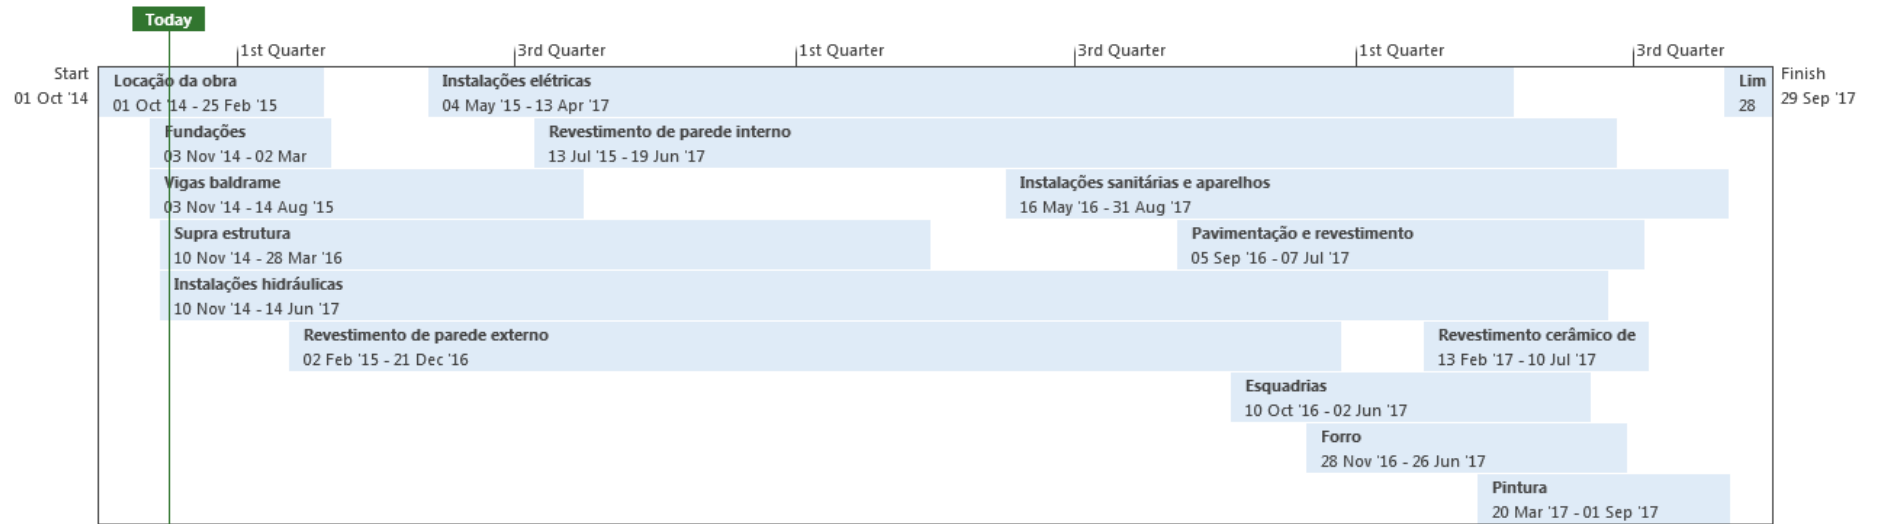 Today
1st Quarter 3rd Quarter 1st Quarter 3rd Quarter 1st Quarter 3rd Quarter
Start
01 Oct '14
Finish
29 Sep '17
Locação da obra
01 Oct '14 - 25 Feb '15
Instalações elétricas
04 May '15 - 13 Apr '17
Lim
28
Fundações
03 Nov '14 - 02 Mar
Revestimento de parede interno
13 Jul '15 - 19 Jun '17
Vigas baldrame
03 Nov '14 - 14 Aug '15
Instalações sanitárias e aparelhos
16 May '16 - 31 Aug '17
Supra estrutura
10 Nov '14 - 28 Mar '16
Pavimentação e revestimento
05 Sep '16 - 07 Jul '17
Instalações hidráulicas
10 Nov '14 - 14 Jun '17
Revestimento de parede externo
02 Feb '15 - 21 Dec '16
Revestimento cerâmico de
13 Feb '17 - 10 Jul '17
Esquadrias
10 Oct '16 - 02 Jun '17
Forro
28 Nov '16 - 26 Jun '17
Pintura
20 Mar '17 - 01 Sep '17